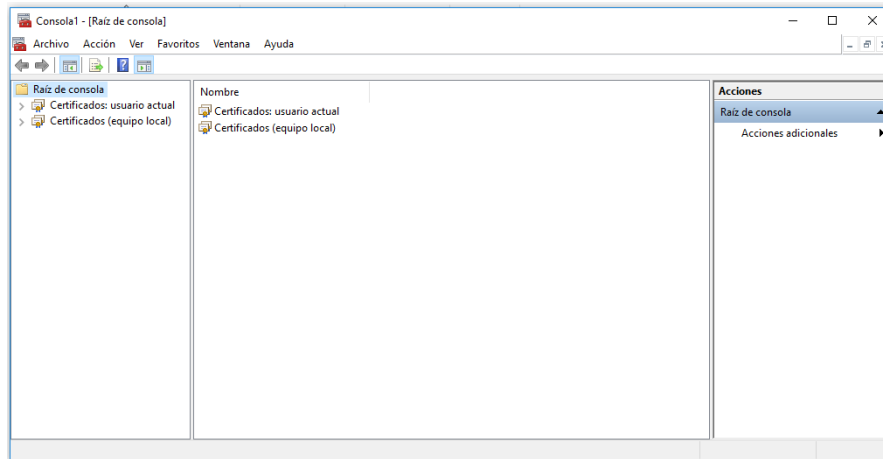 Consola1 - [Raíz de consola]
Archivo Acción Ver Favoritos Ventana Ayuda
Raíz de consola
Certificados: usuario actual
Certificados (equipo local)
Nombre
Certificados: usuario actual
Certificados (equipo local)
Acciones
Raíz de consola
Acciones adicionales